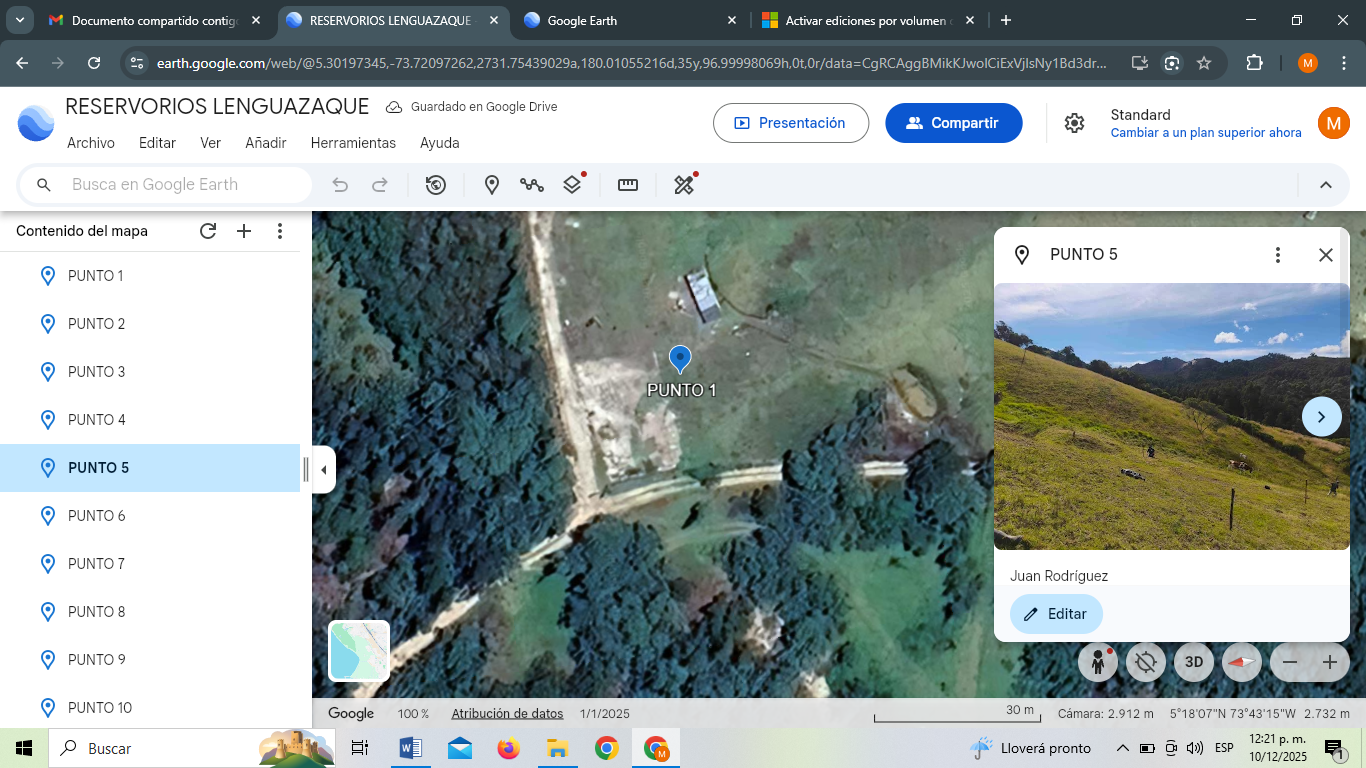 Documento compartido contig
RESERVORIOS LENGUAZAQUE
Google Earth
Activar ediciones por volumen
earth.google.com/web/@5.30197345,-73.72097262,2731.75439029a,180.01055216d,35y,96.99998069h,0t,0r/data=CgRCAggBMikKJwolCiExVjlsNy1Bd3dr...
M
RESERVORIOS LENGUAZAQUE
Guardado en Google Drive
Archivo Editar Ver Añadir Herramientas Ayuda
Presentación
Compartir
Standard
Cambiar a un plan superior ahora
M
Busca en Google Earth
Contenido del mapa
PUNTO 1
PUNTO 2
PUNTO 3
PUNTO 4
PUNTO 5
PUNTO 6
PUNTO 7
PUNTO 8
PUNTO 9
PUNTO 10
PUNTO 1
PUNTO 5
Juan Rodríguez
Editar
3D
Google 100 % Atribución de datos 1/1/2025 30 m Cámara: 2.912 m 5°18'07"N 73°43'15"W 2.732 m
Buscar
W
M
Lloverá pronto
ESP
12:21 p. m.
10/12/2025
1